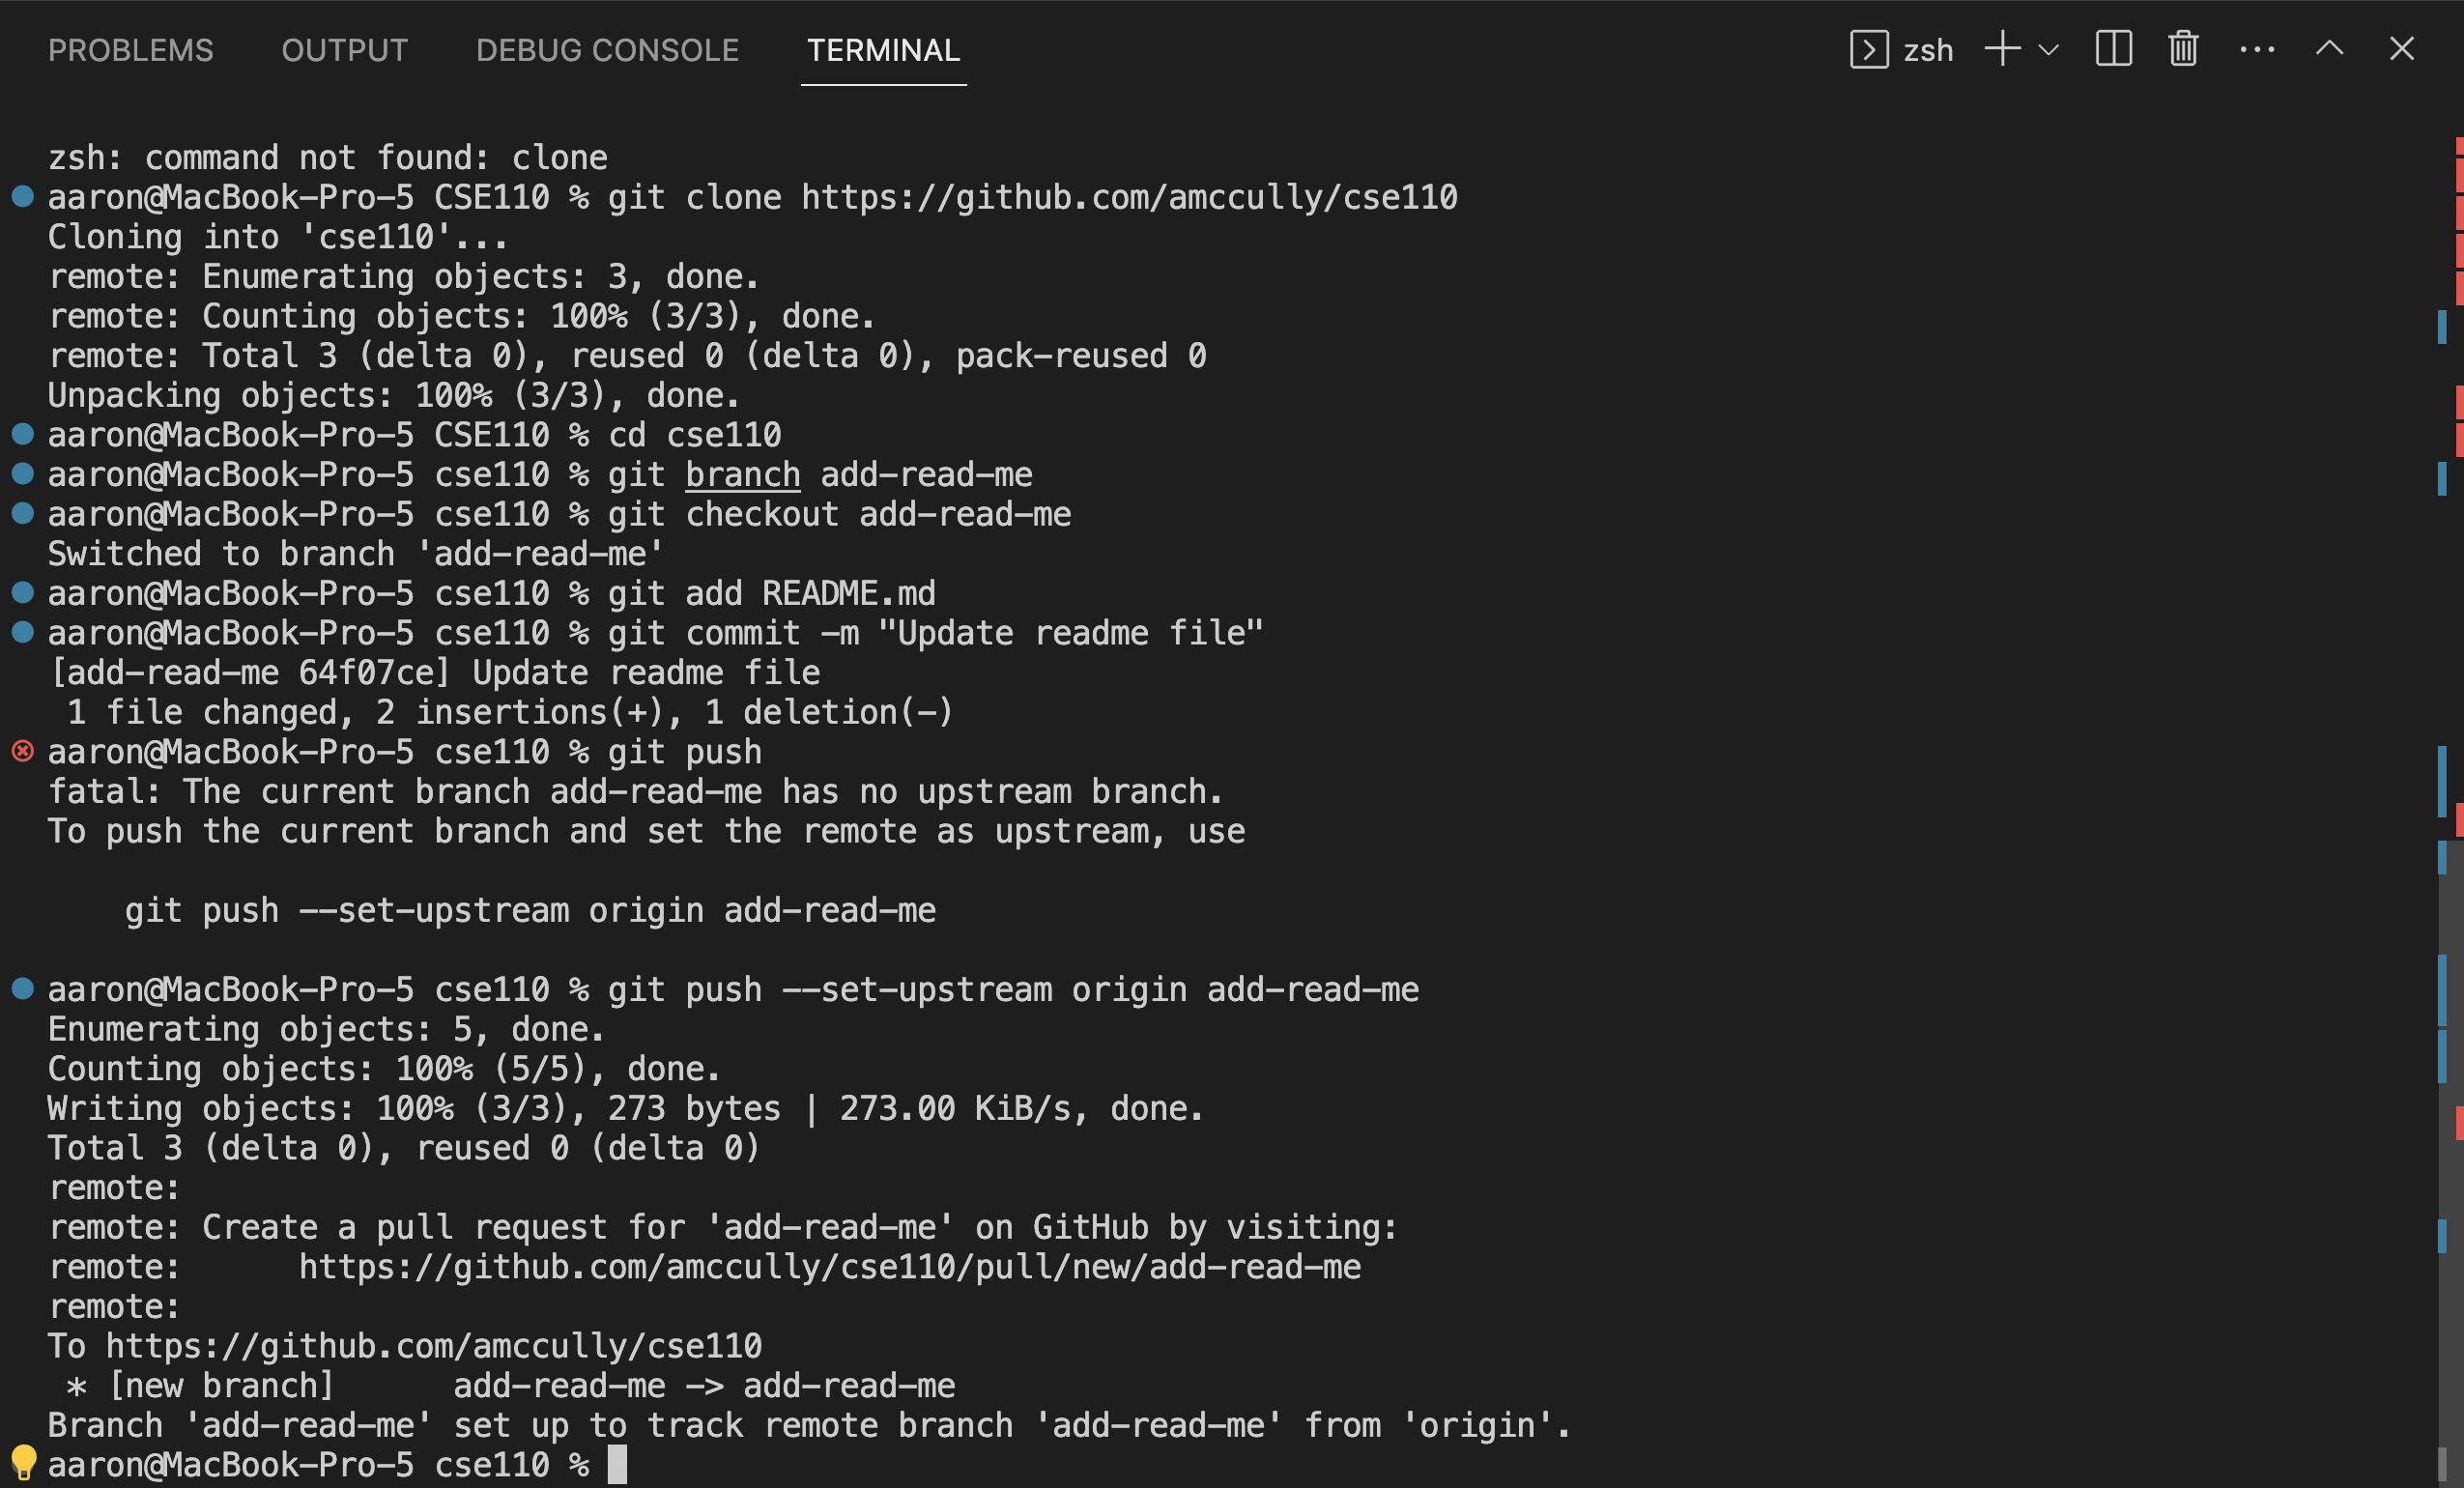 PROBLEMS OUTPUT DEBUG CONSOLE TERMINAL zsh
zsh: command not found: clone
aaron@MacBook-Pro-5 CSE110 % git clone https://github.com/amccully/cse110
Cloning into 'cse110'...
remote: Enumerating objects: 3, done.
remote: Counting objects: 100% (3/3), done.
remote: Total 3 (delta 0), reused 0 (delta 0), pack-reused 0
Unpacking objects: 100% (3/3), done.
aaron@MacBook-Pro-5 CSE110 % cd cse110
aaron@MacBook-Pro-5 cse110 % git branch add-read-me
aaron@MacBook-Pro-5 cse110 % git checkout add-read-me
Switched to branch 'add-read-me'
aaron@MacBook-Pro-5 cse110 % git add README.md
aaron@MacBook-Pro-5 cse110 % git commit -m "Update readme file"
[add-read-me 64f07ce] Update readme file
 1 file changed, 2 insertions(+), 1 deletion(-)
aaron@MacBook-Pro-5 cse110 % git push
fatal: The current branch add-read-me has no upstream branch.
To push the current branch and set the remote as upstream, use
    git push --set-upstream origin add-read-me
aaron@MacBook-Pro-5 cse110 % git push --set-upstream origin add-read-me
Enumerating objects: 5, done.
Counting objects: 100% (5/5), done.
Writing objects: 100% (3/3), 273 bytes | 273.00 KiB/s, done.
Total 3 (delta 0), reused 0 (delta 0)
remote:
remote: Create a pull request for 'add-read-me' on GitHub by visiting:
remote:      https://github.com/amccully/cse110/pull/new/add-read-me
remote:
To https://github.com/amccully/cse110
 * [new branch]      add-read-me -> add-read-me
Branch 'add-read-me' set up to track remote branch 'add-read-me' from 'origin'.
aaron@MacBook-Pro-5 cse110 %